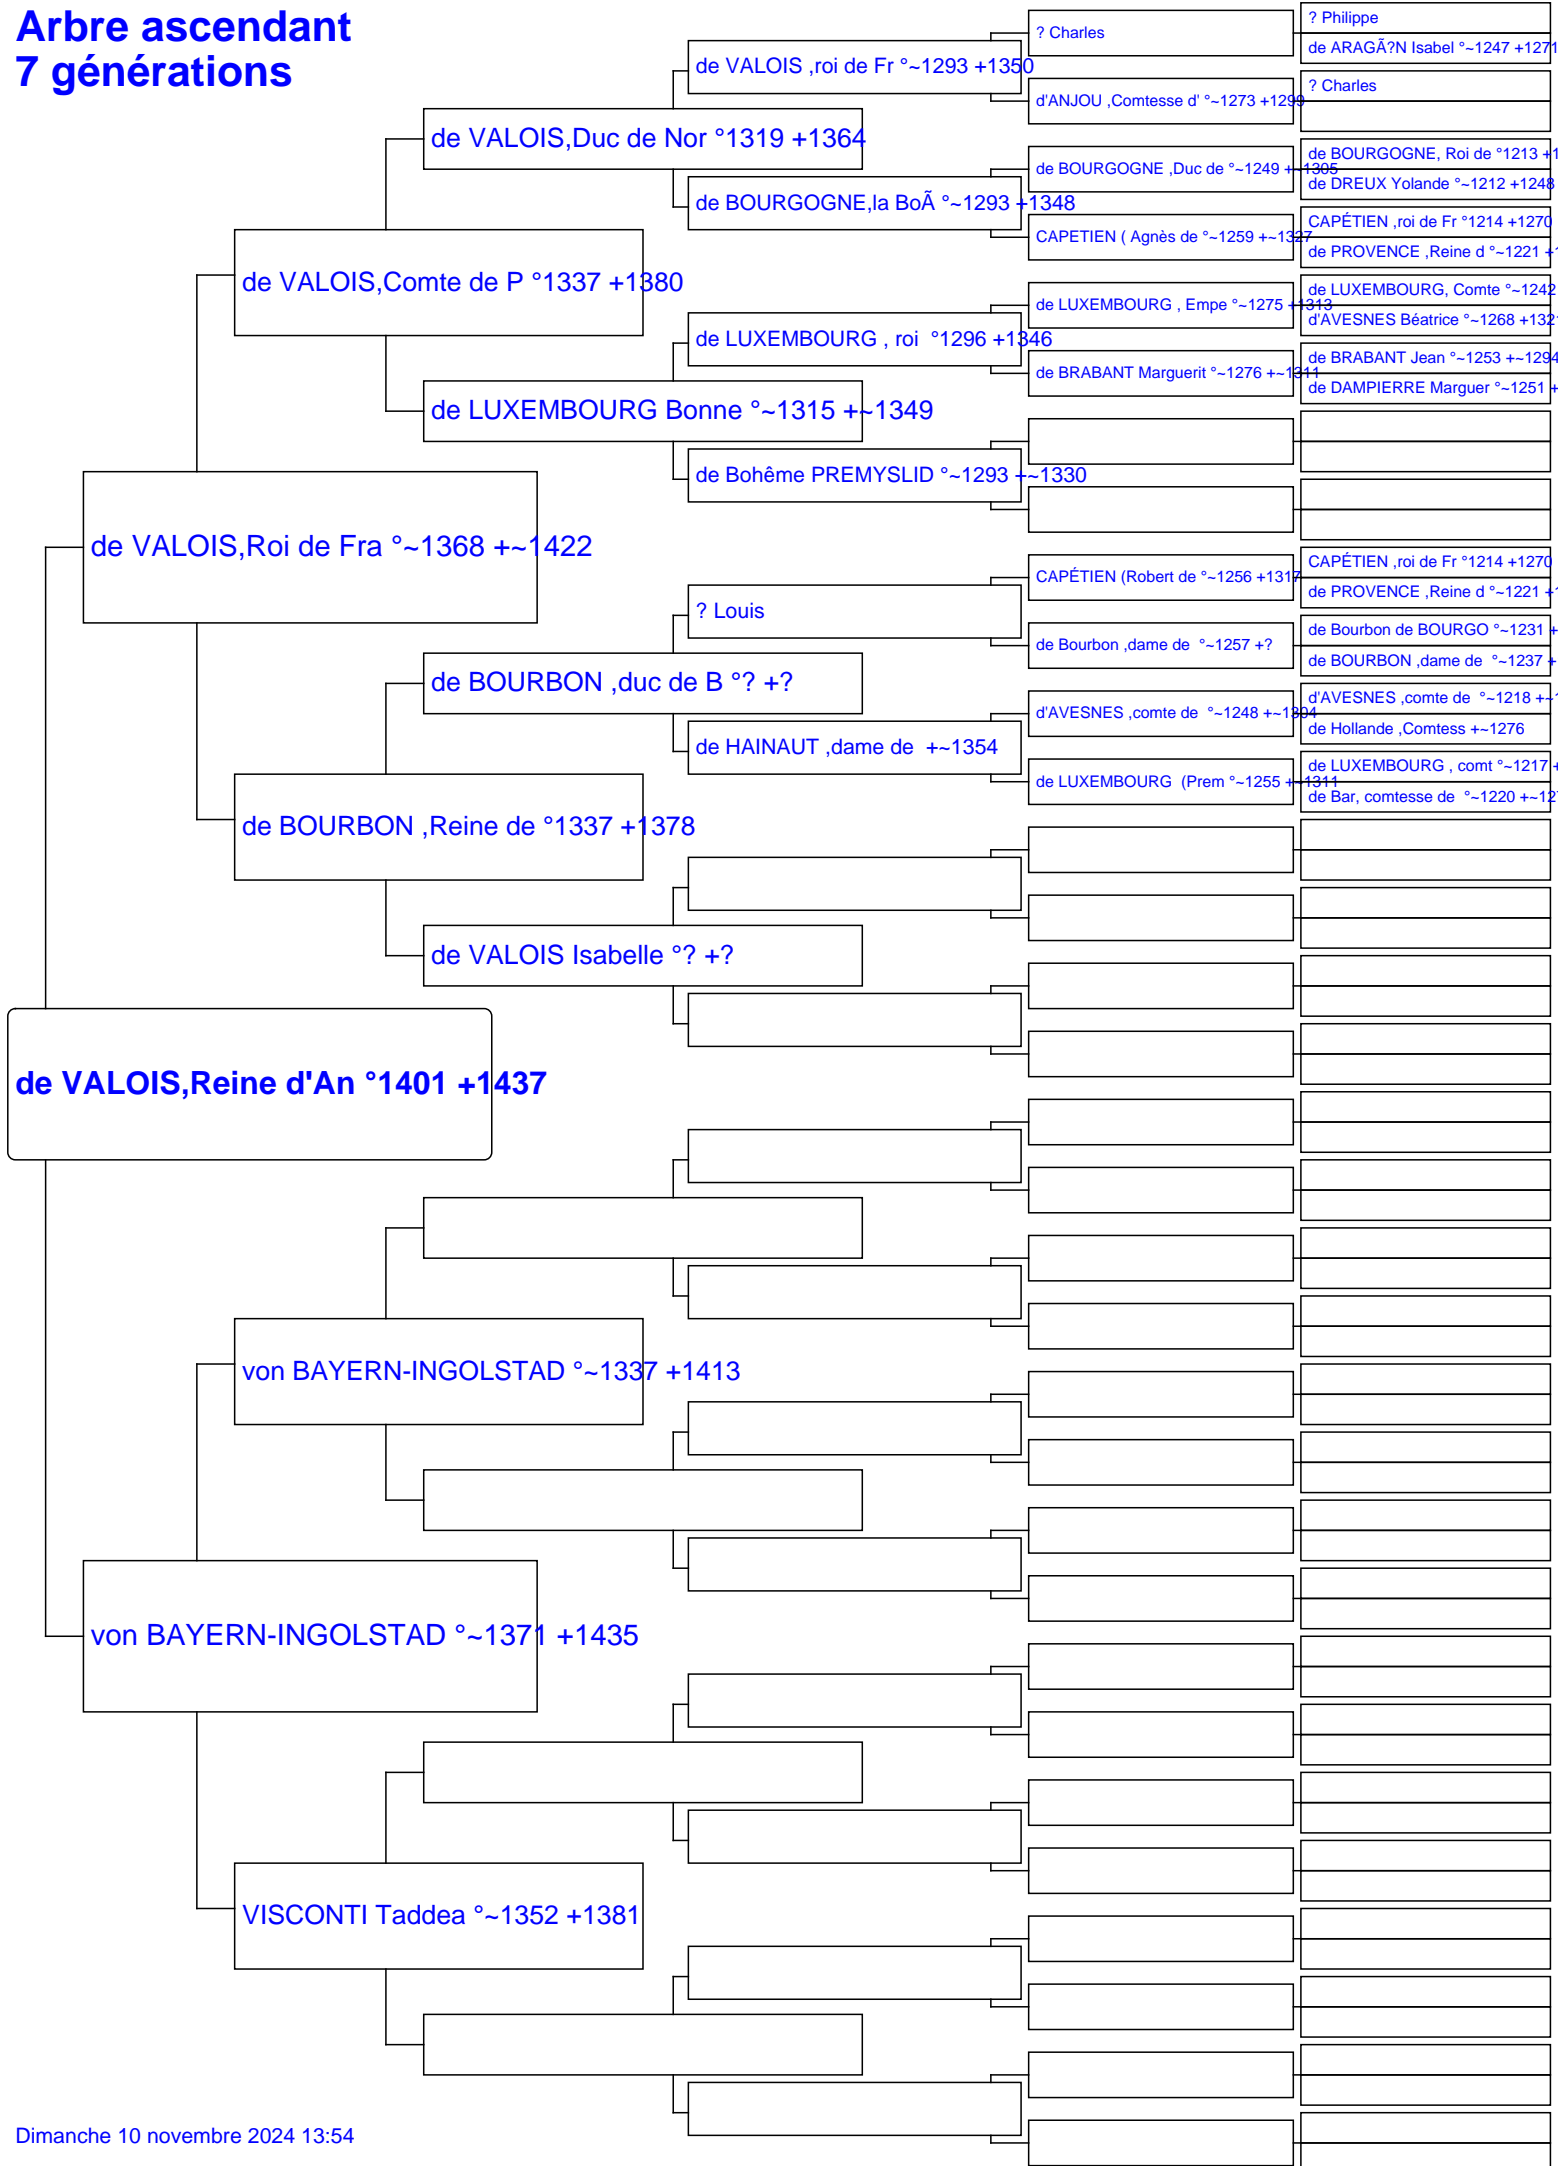 Arbre ascendant
7 générations
? Philippe
de ARAGÃ?N Isabel °~1247 +1271
? Charles
? Charles
de VALOIS ,roi de Fr °~1293 +1350
d'ANJOU ,Comtesse d' °~1273 +1299
de VALOIS,Duc de Nor °1319 +1364
de BOURGOGNE, Roi de °1213 +1
de DREUX Yolande °~1212 +1248
de BOURGOGNE ,Duc de °~1249 +~1305
de BOURGOGNE,la BoÃ °~1293 +1348
CAPÉTIEN ,roi de Fr °1214 +1270
de PROVENCE ,Reine d °~1221 +1
CAPETIEN ( Agnès de °~1259 +~1327
de VALOIS,Comte de P °1337 +1380
de LUXEMBOURG, Comte °~1242
d'AVESNES Béatrice °~1268 +1321
de LUXEMBOURG , Empe °~1275 +1313
de LUXEMBOURG , roi  °1296 +1346
de BRABANT Jean °~1253 +~1294
de DAMPIERRE Marguer °~1251 +
de BRABANT Marguerit °~1276 +~1311
de LUXEMBOURG Bonne °~1315 +~1349
de Bohême PREMYSLID °~1293 +~1330
de VALOIS,Roi de Fra °~1368 +~1422
CAPÉTIEN ,roi de Fr °1214 +1270
de PROVENCE ,Reine d °~1221 +1
CAPÉTIEN (Robert de °~1256 +1317
? Louis
de Bourbon de BOURGO °~1231 +
de BOURBON ,dame de  °~1237 +
de Bourbon ,dame de  °~1257 +?
de BOURBON ,duc de B °? +?
d'AVESNES ,comte de  °~1218 +~1
de Hollande ,Comtess +~1276
d'AVESNES ,comte de  °~1248 +~1304
de HAINAUT ,dame de  +~1354
de LUXEMBOURG , comt °~1217 +
de Bar, comtesse de  °~1220 +~127
de LUXEMBOURG  (Prem °~1255 +~1311
de BOURBON ,Reine de °1337 +1378
de VALOIS Isabelle °? +?
de VALOIS,Reine d'An °1401 +1437
von BAYERN-INGOLSTAD °~1337 +1413
von BAYERN-INGOLSTAD °~1371 +1435
VISCONTI Taddea °~1352 +1381
Dimanche 10 novembre 2024 13:54